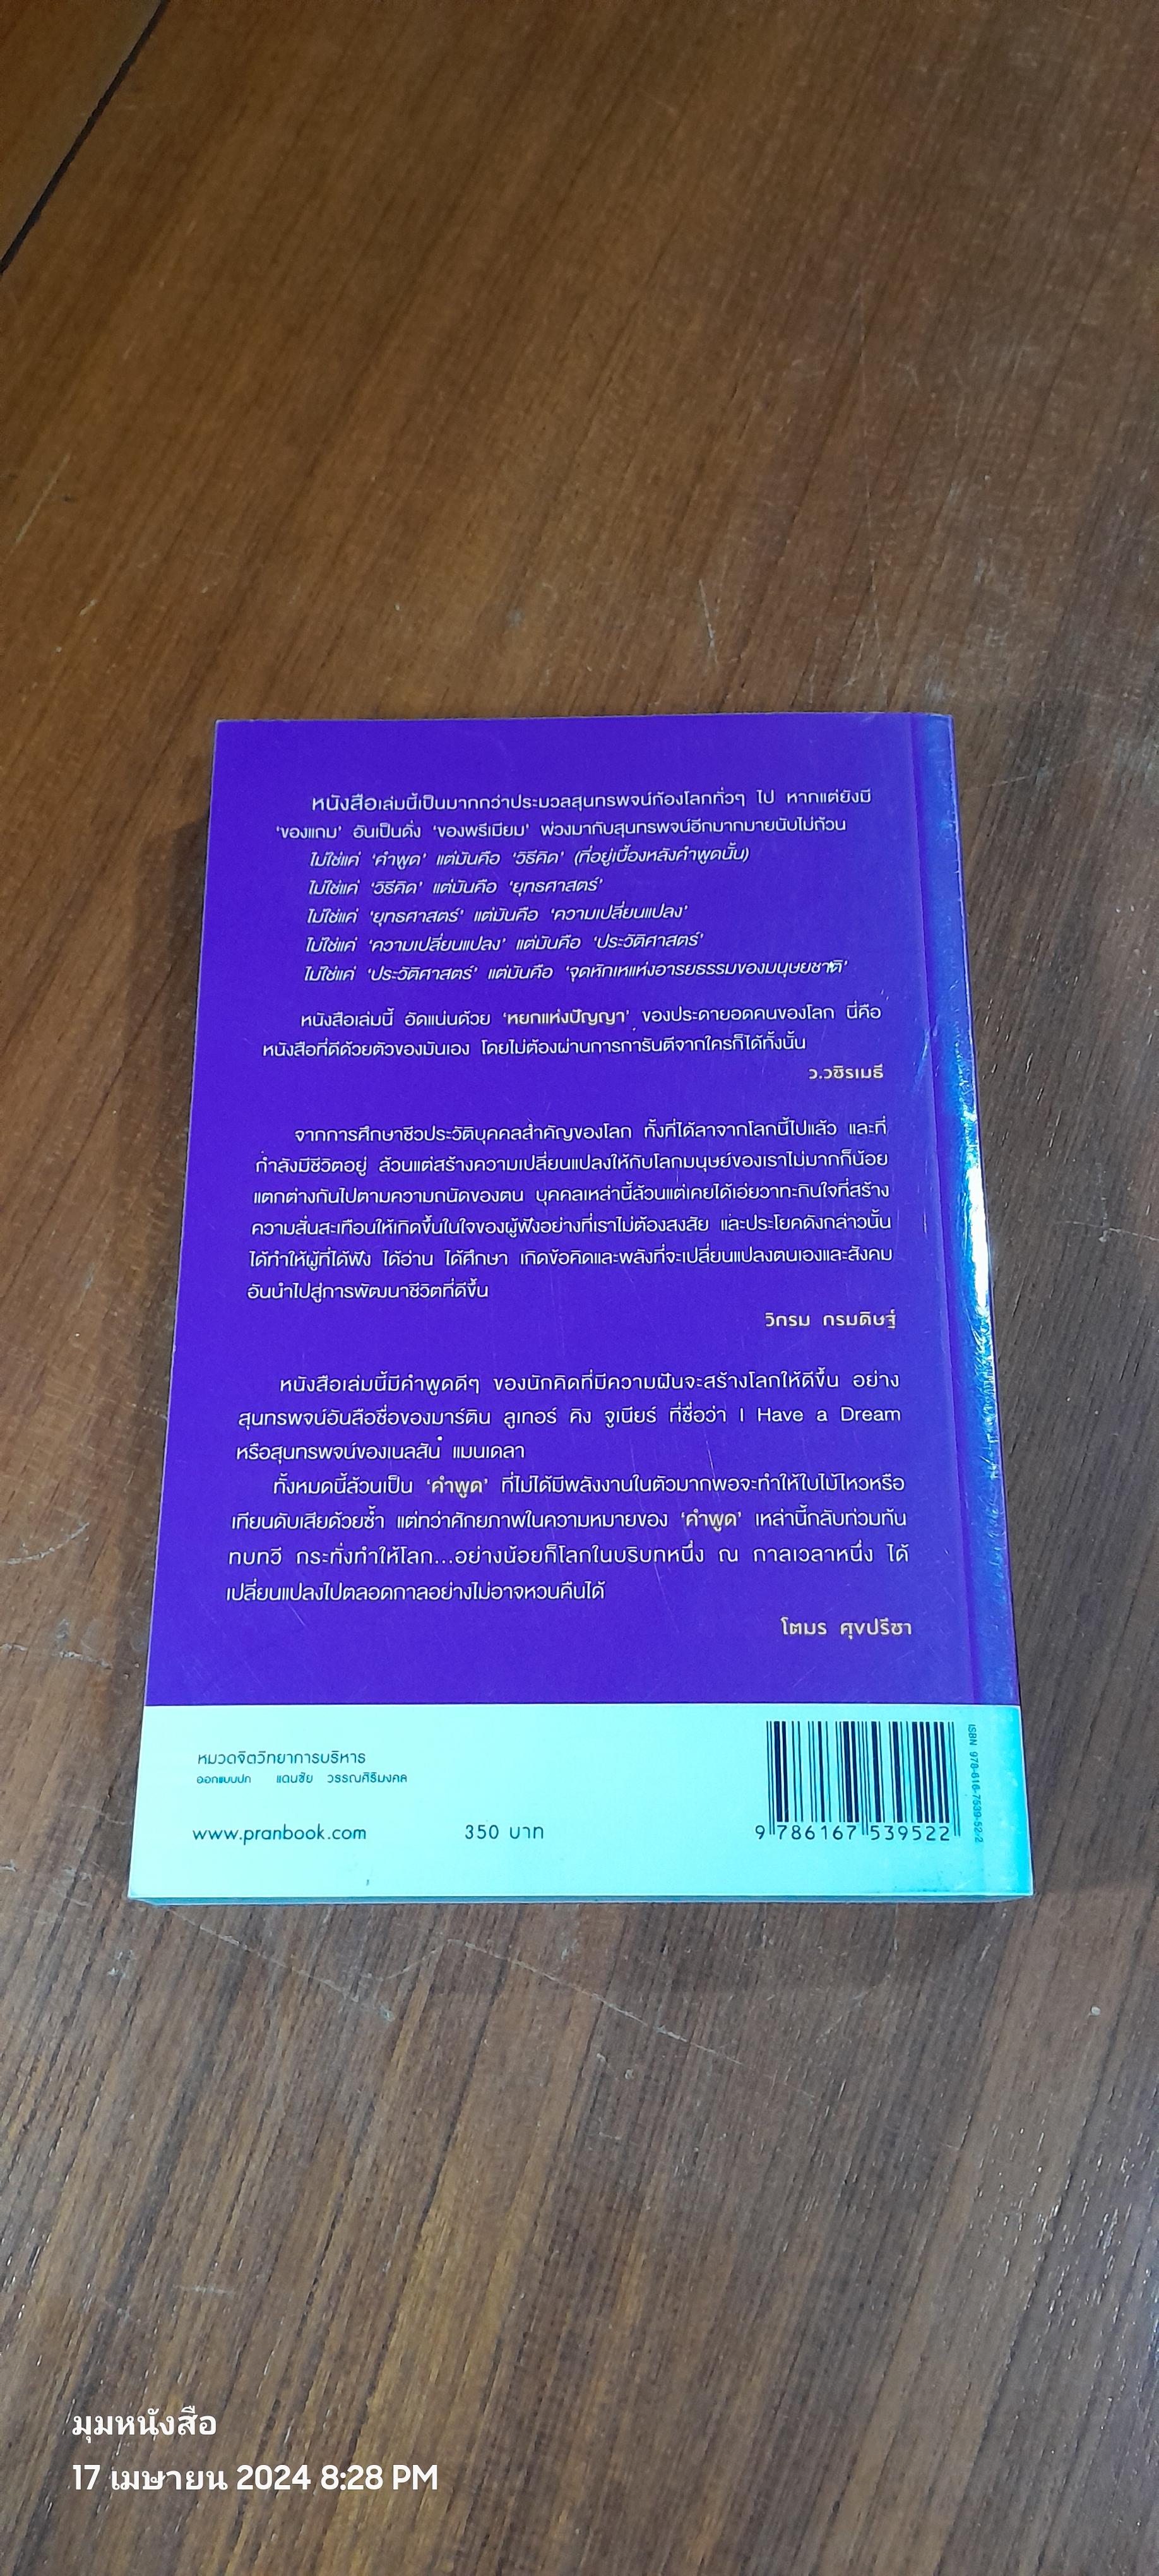 หนังสือเล่มนี้เป็นมากกว่าประมวลสุนทรพจน์ก้องโลกทั่วๆ ไป หากแต่ยังมี
‘ของแถม’ อันเป็นดั่ง ‘ของพรีเมียม’ พ่วงมากับสุนทรพจน์อีกมากมายนับไม่ถ้วน
ไม่ใช่แค่ ‘คำพูด’ แต่มันคือ ‘วิธีคิด’ (ที่อยู่เบื้องหลังคำพูดนั้น)
ไม่ใช่แค่ ‘วิธีคิด’ แต่มันคือ ‘ยุทธศาสตร์’
ไม่ใช่แค่ ‘ยุทธศาสตร์’ แต่มันคือ ‘ความเปลี่ยนแปลง’
ไม่ใช่แค่ ‘ความเปลี่ยนแปลง’ แต่มันคือ ‘ประวัติศาสตร์’
ไม่ใช่แค่ ‘ประวัติศาสตร์’ แต่มันคือ ‘จุดหักเหแห่งอารยธรรมของมนุษยชาติ’
หนังสือเล่มนี้ อัดแน่นด้วย ‘หยกแห่งปัญญา’ ของประดายอดคนของโลก นี่คือ
หนังสือที่ดีด้วยตัวของมันเอง โดยไม่ต้องผ่านการการันตีจากใครก็ได้ทั้งนั้น
ว.วชิรเมธี
จากการศึกษาชีวประวัติบุคคลสำคัญของโลก ทั้งที่ได้ลาจากโลกนี้ไปแล้ว และที่
กำลังมีชีวิตอยู่ ล้วนแต่สร้างความเปลี่ยนแปลงให้กับโลกมนุษย์ของเราไม่มากก็น้อย
แตกต่างกันไปตามความถนัดของตน บุคคลเหล่านี้ล้วนแต่เคยได้เอ่ยวาทะกินใจที่สร้าง
ความสั่นสะเทือนให้เกิดขึ้นในใจของผู้ฟังอย่างที่เราไม่ต้องสงสัย และประโยคดังกล่าวนั้น
ได้ทำให้ผู้ที่ได้ฟัง ได้อ่าน ได้ศึกษา เกิดข้อคิดและพลังที่จะเปลี่ยนแปลงตนเองและสังคม
อันนำไปสู่การพัฒนาชีวิตที่ดีขึ้น
วิกรม กรมดิษฐ์
หนังสือเล่มนี้มีคำพูดดีๆ ของนักคิดที่มีความฝันจะสร้างโลกให้ดีขึ้น อย่าง
สุนทรพจน์อันลือชื่อของมาร์ติน ลูเทอร์ คิง จูเนียร์ ที่ชื่อว่า I Have a Dream
หรือสุนทรพจน์ของเนลสัน แมนเดลา
ทั้งหมดนี้ล้วนเป็น ‘คำพูด’ ที่ไม่ได้มีพลังงานในตัวมากพอจะทำให้ใบไม้ไหวหรือ
เทียนดับเสียด้วยซ้ำ แต่ทว่าศักยภาพในความหมายของ ‘คำพูด’ เหล่านี้กลับท่วมท้น
ทบทวี กระทั่งทำให้โลก...อย่างน้อยก็โลกในบริบทหนึ่ง ณ กาลเวลาหนึ่ง ได้
เปลี่ยนแปลงไปตลอดกาลอย่างไม่อาจหวนคืนได้
โตมร ศุขปรีชา
หมวดจิตวิทยาการบริหาร
ออกแบบปก แดนชัย วรรณศิริมงคล
www.pranbook.com 350 บาท
9 786167 539522
ISBN 978-616-7539-52-2
มุมหนังสือ
17 เมษายน 2024 8:28 PM